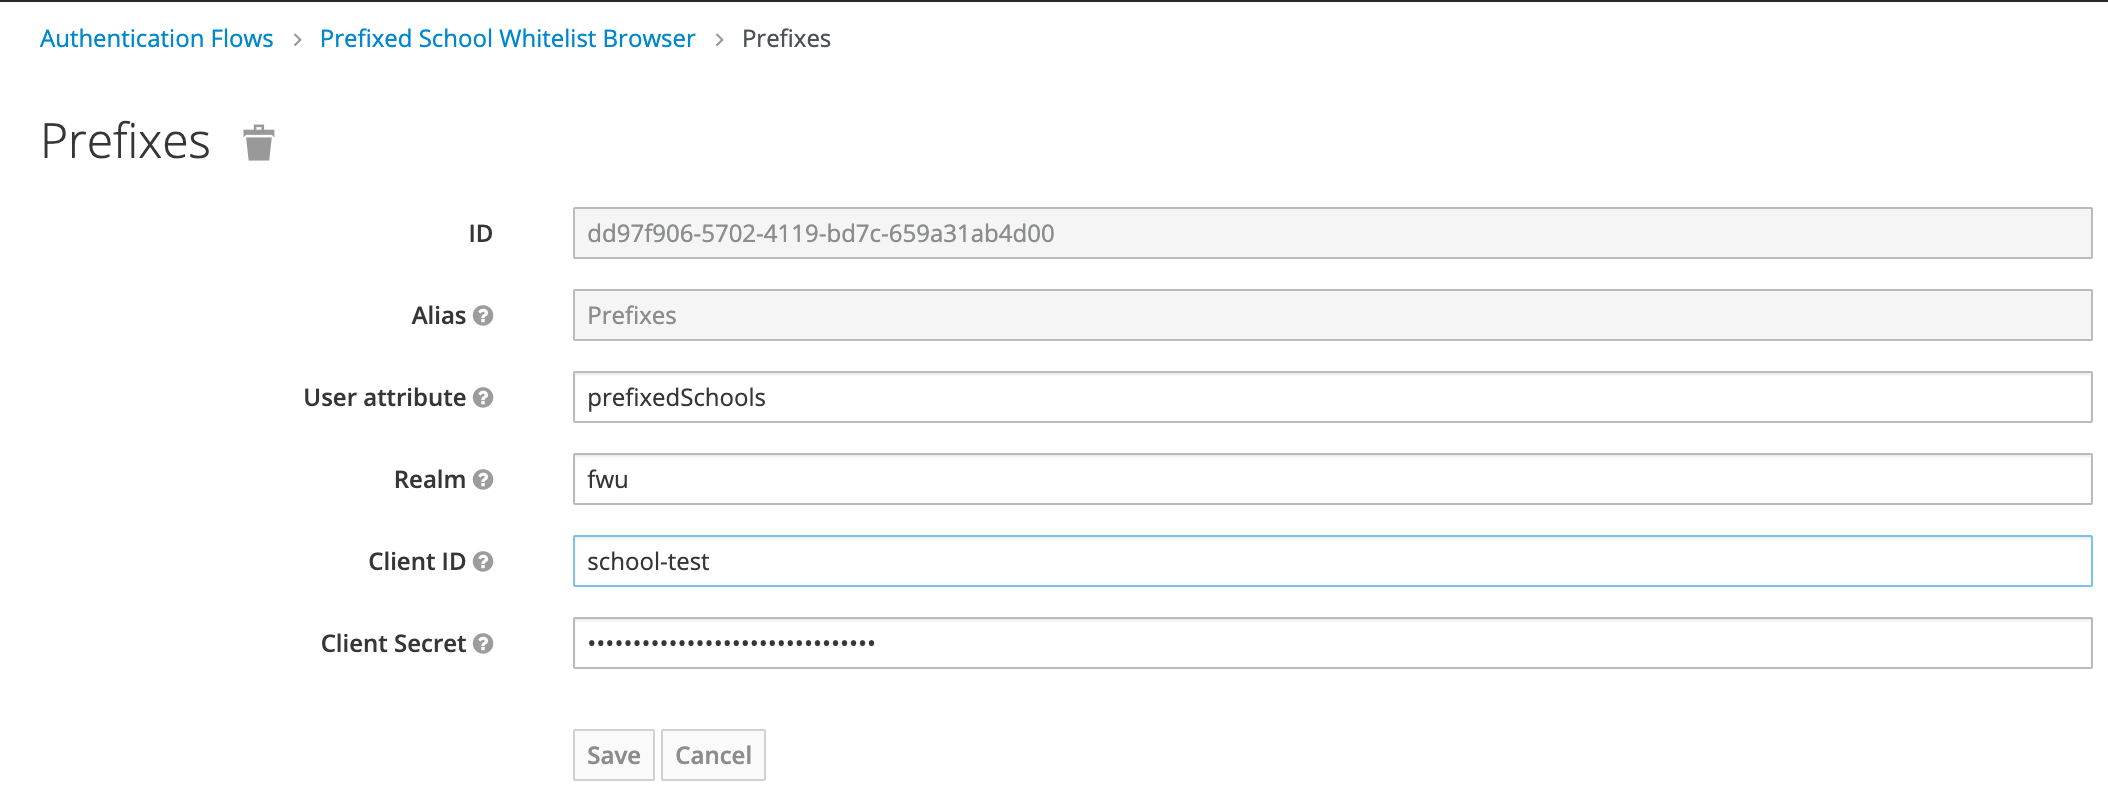 Authentication Flows > Prefixed School Whitelist Browser > Prefixes
Prefixes
ID dd97f906-5702-4119-bd7c-659a31ab4d00
Alias ? Prefixes
User attribute ? prefixedSchools
Realm ? fwu
Client ID ? school-test
Client Secret ? ••••••••••••••••••••••••••••••••
Save Cancel